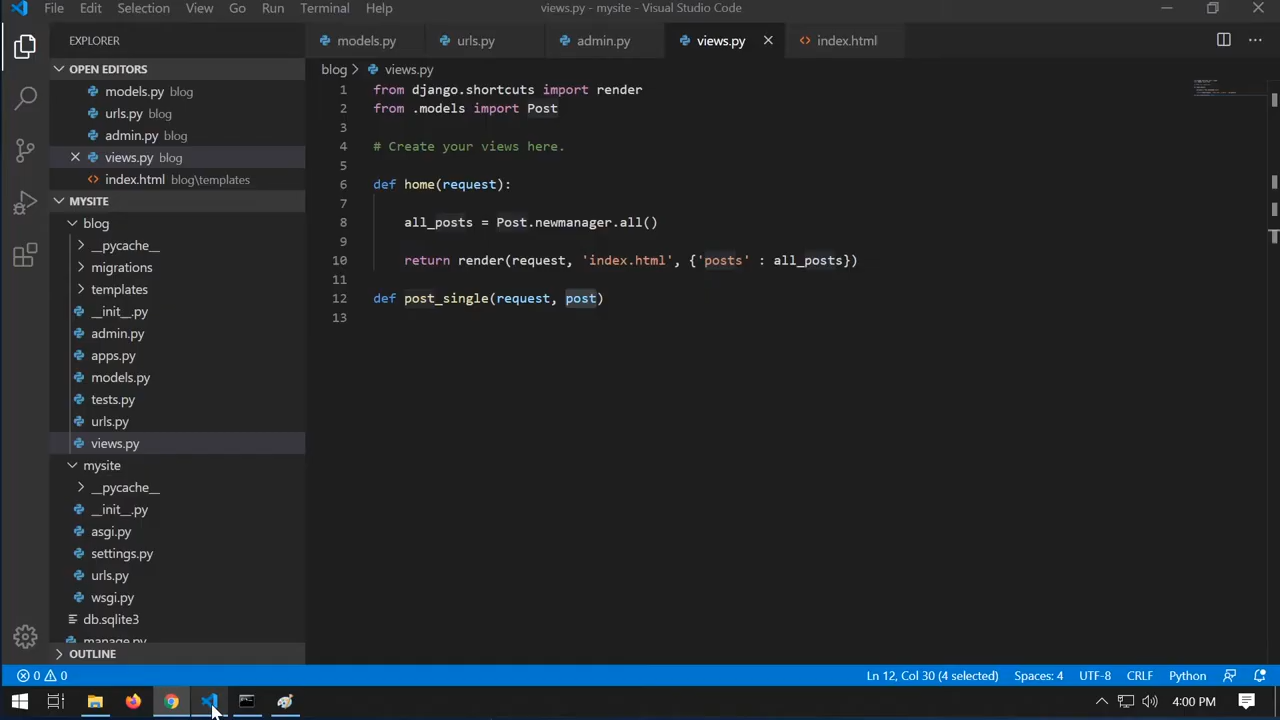 File Edit Selection View Go Run Terminal Help views.py - mysite - Visual Studio Code
EXPLORER
OPEN EDITORS
models.py blog
urls.py blog
admin.py blog
views.py blog
index.html blog\templates
MYSITE
blog
__pycache__
migrations
templates
__init__.py
admin.py
apps.py
models.py
tests.py
urls.py
views.py
mysite
__pycache__
__init__.py
asgi.py
settings.py
urls.py
wsgi.py
db.sqlite3
manage.py
OUTLINE
models.py urls.py admin.py views.py index.html
blog > views.py
1 from django.shortcuts import render
2 from .models import Post
3
4 # Create your views here.
5
6 def home(request):
7
8 all_posts = Post.newmanager.all()
9
10 return render(request, 'index.html', {'posts' : all_posts})
11
12 def post_single(request, post)
13
0 0 Ln 12, Col 30 (4 selected) Spaces: 4 UTF-8 CRLF Python
4:00 PM